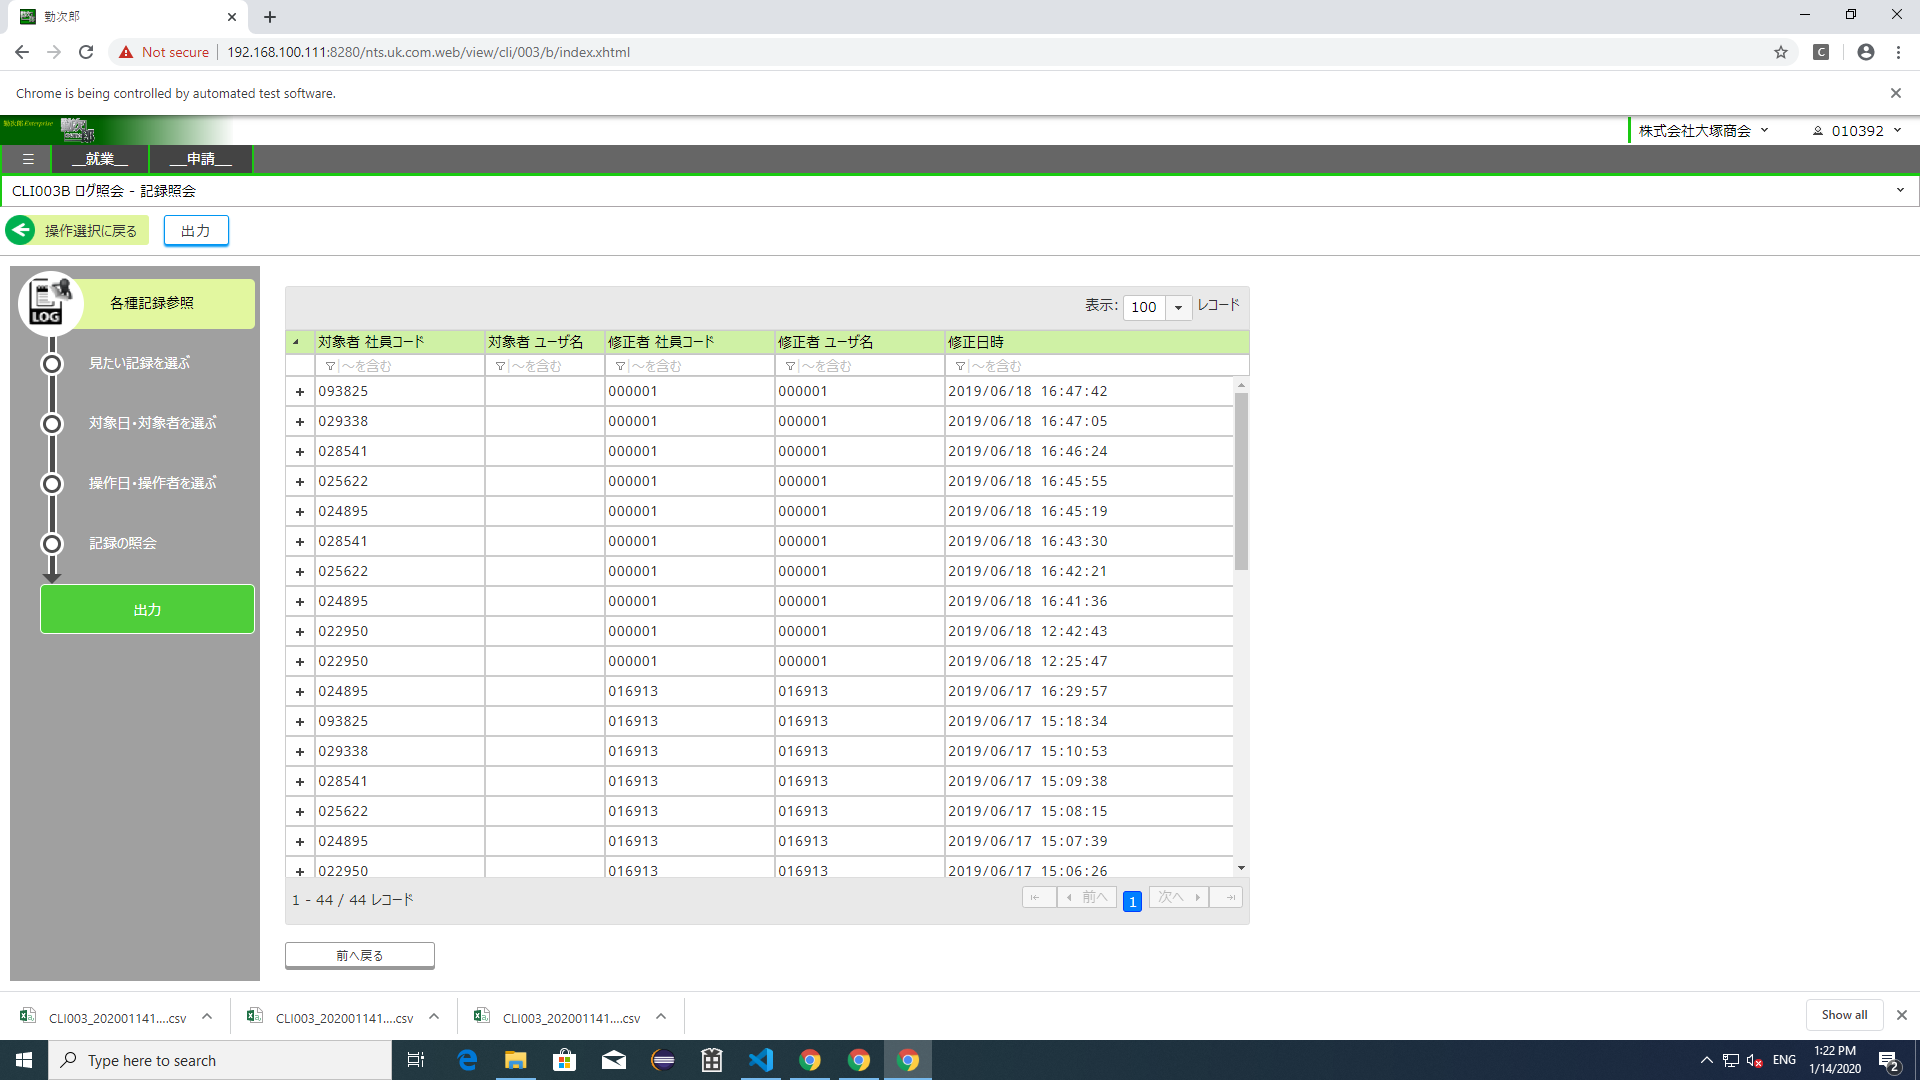 勤次郎
Not secure
192.168.100.111:8280/nts.uk.com.web/view/cli/003/b/index.xhtml
C
Chrome is being controlled by automated test software.
勤次郎 Enterprise
株式会社大塚商会
010392
__就業__ __申請__
CLI003B ログ照会 - 記録照会
操作選択に戻る
出力
LOG
各種記録参照
見たい記録を選ぶ
対象日・対象者を選ぶ
操作日・操作者を選ぶ
記録の照会
出力
表示: 100 レコード
対象者 社員コード 対象者 ユーザ名 修正者 社員コード 修正者 ユーザ名 修正日時
～を含む ～を含む ～を含む ～を含む ～を含む
+ 093825 000001 000001 2019/06/18 16:47:42
+ 029338 000001 000001 2019/06/18 16:47:05
+ 028541 000001 000001 2019/06/18 16:46:24
+ 025622 000001 000001 2019/06/18 16:45:55
+ 024895 000001 000001 2019/06/18 16:45:19
+ 028541 000001 000001 2019/06/18 16:43:30
+ 025622 000001 000001 2019/06/18 16:42:21
+ 024895 000001 000001 2019/06/18 16:41:36
+ 022950 000001 000001 2019/06/18 12:42:43
+ 022950 000001 000001 2019/06/18 12:25:47
+ 024895 016913 016913 2019/06/17 16:29:57
+ 093825 016913 016913 2019/06/17 15:18:34
+ 029338 016913 016913 2019/06/17 15:10:53
+ 028541 016913 016913 2019/06/17 15:09:38
+ 025622 016913 016913 2019/06/17 15:08:15
+ 024895 016913 016913 2019/06/17 15:07:39
+ 022950 016913 016913 2019/06/17 15:06:26
1 - 44 / 44 レコード
前へ 1 次へ
前へ戻る
CLI003_202001141....csv
CLI003_202001141....csv
CLI003_202001141....csv
Show all
Type here to search
ENG
1:22 PM
1/14/2020
2